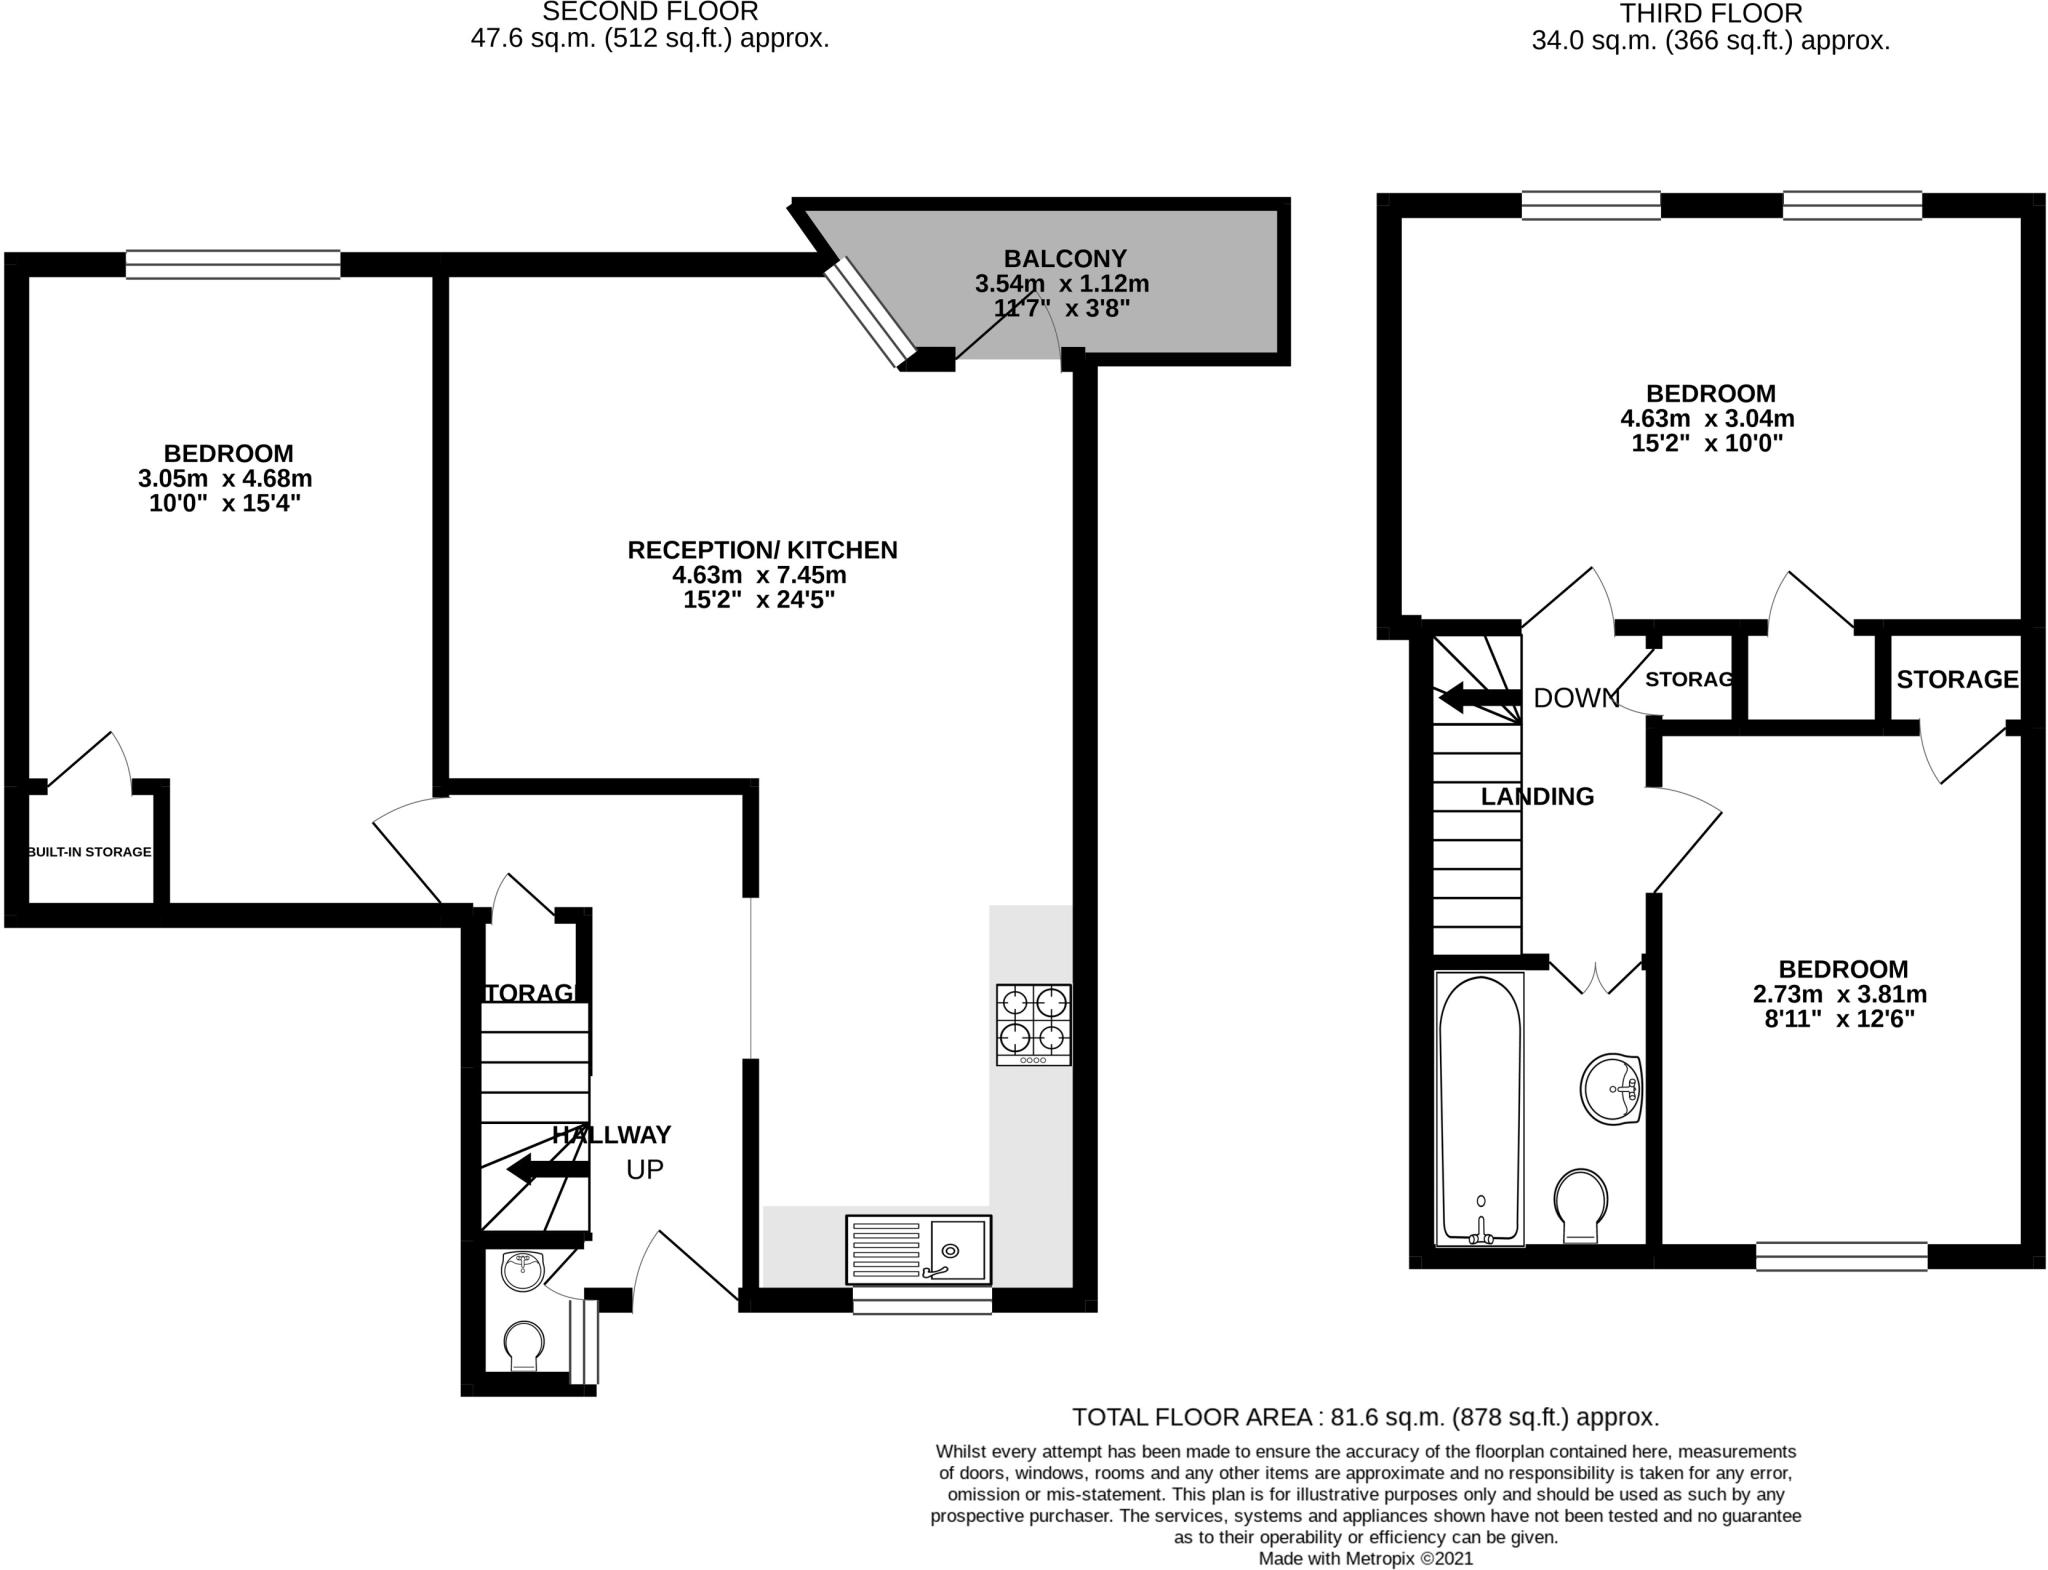 SECOND FLOOR
47.6 sq.m. (512 sq.ft.) approx.
THIRD FLOOR
34.0 sq.m. (366 sq.ft.) approx.
BALCONY
3.54m x 1.12m
11'7" x 3'8"
BEDROOM
3.05m x 4.68m
10'0" x 15'4"
RECEPTION/ KITCHEN
4.63m x 7.45m
15'2" x 24'5"
BUILT-IN STORAGE
TORAG
HALLWAY
UP
BEDROOM
4.63m x 3.04m
15'2" x 10'0"
STORAG
STORAGE
DOWN
LANDING
BEDROOM
2.73m x 3.81m
8'11" x 12'6"
TOTAL FLOOR AREA : 81.6 sq.m. (878 sq.ft.) approx.
Whilst every attempt has been made to ensure the accuracy of the floorplan contained here, measurements
of doors, windows, rooms and any other items are approximate and no responsibility is taken for any error,
omission or mis-statement. This plan is for illustrative purposes only and should be used as such by any
prospective purchaser. The services, systems and appliances shown have not been tested and no guarantee
as to their operability or efficiency can be given.
Made with Metropix ©2021